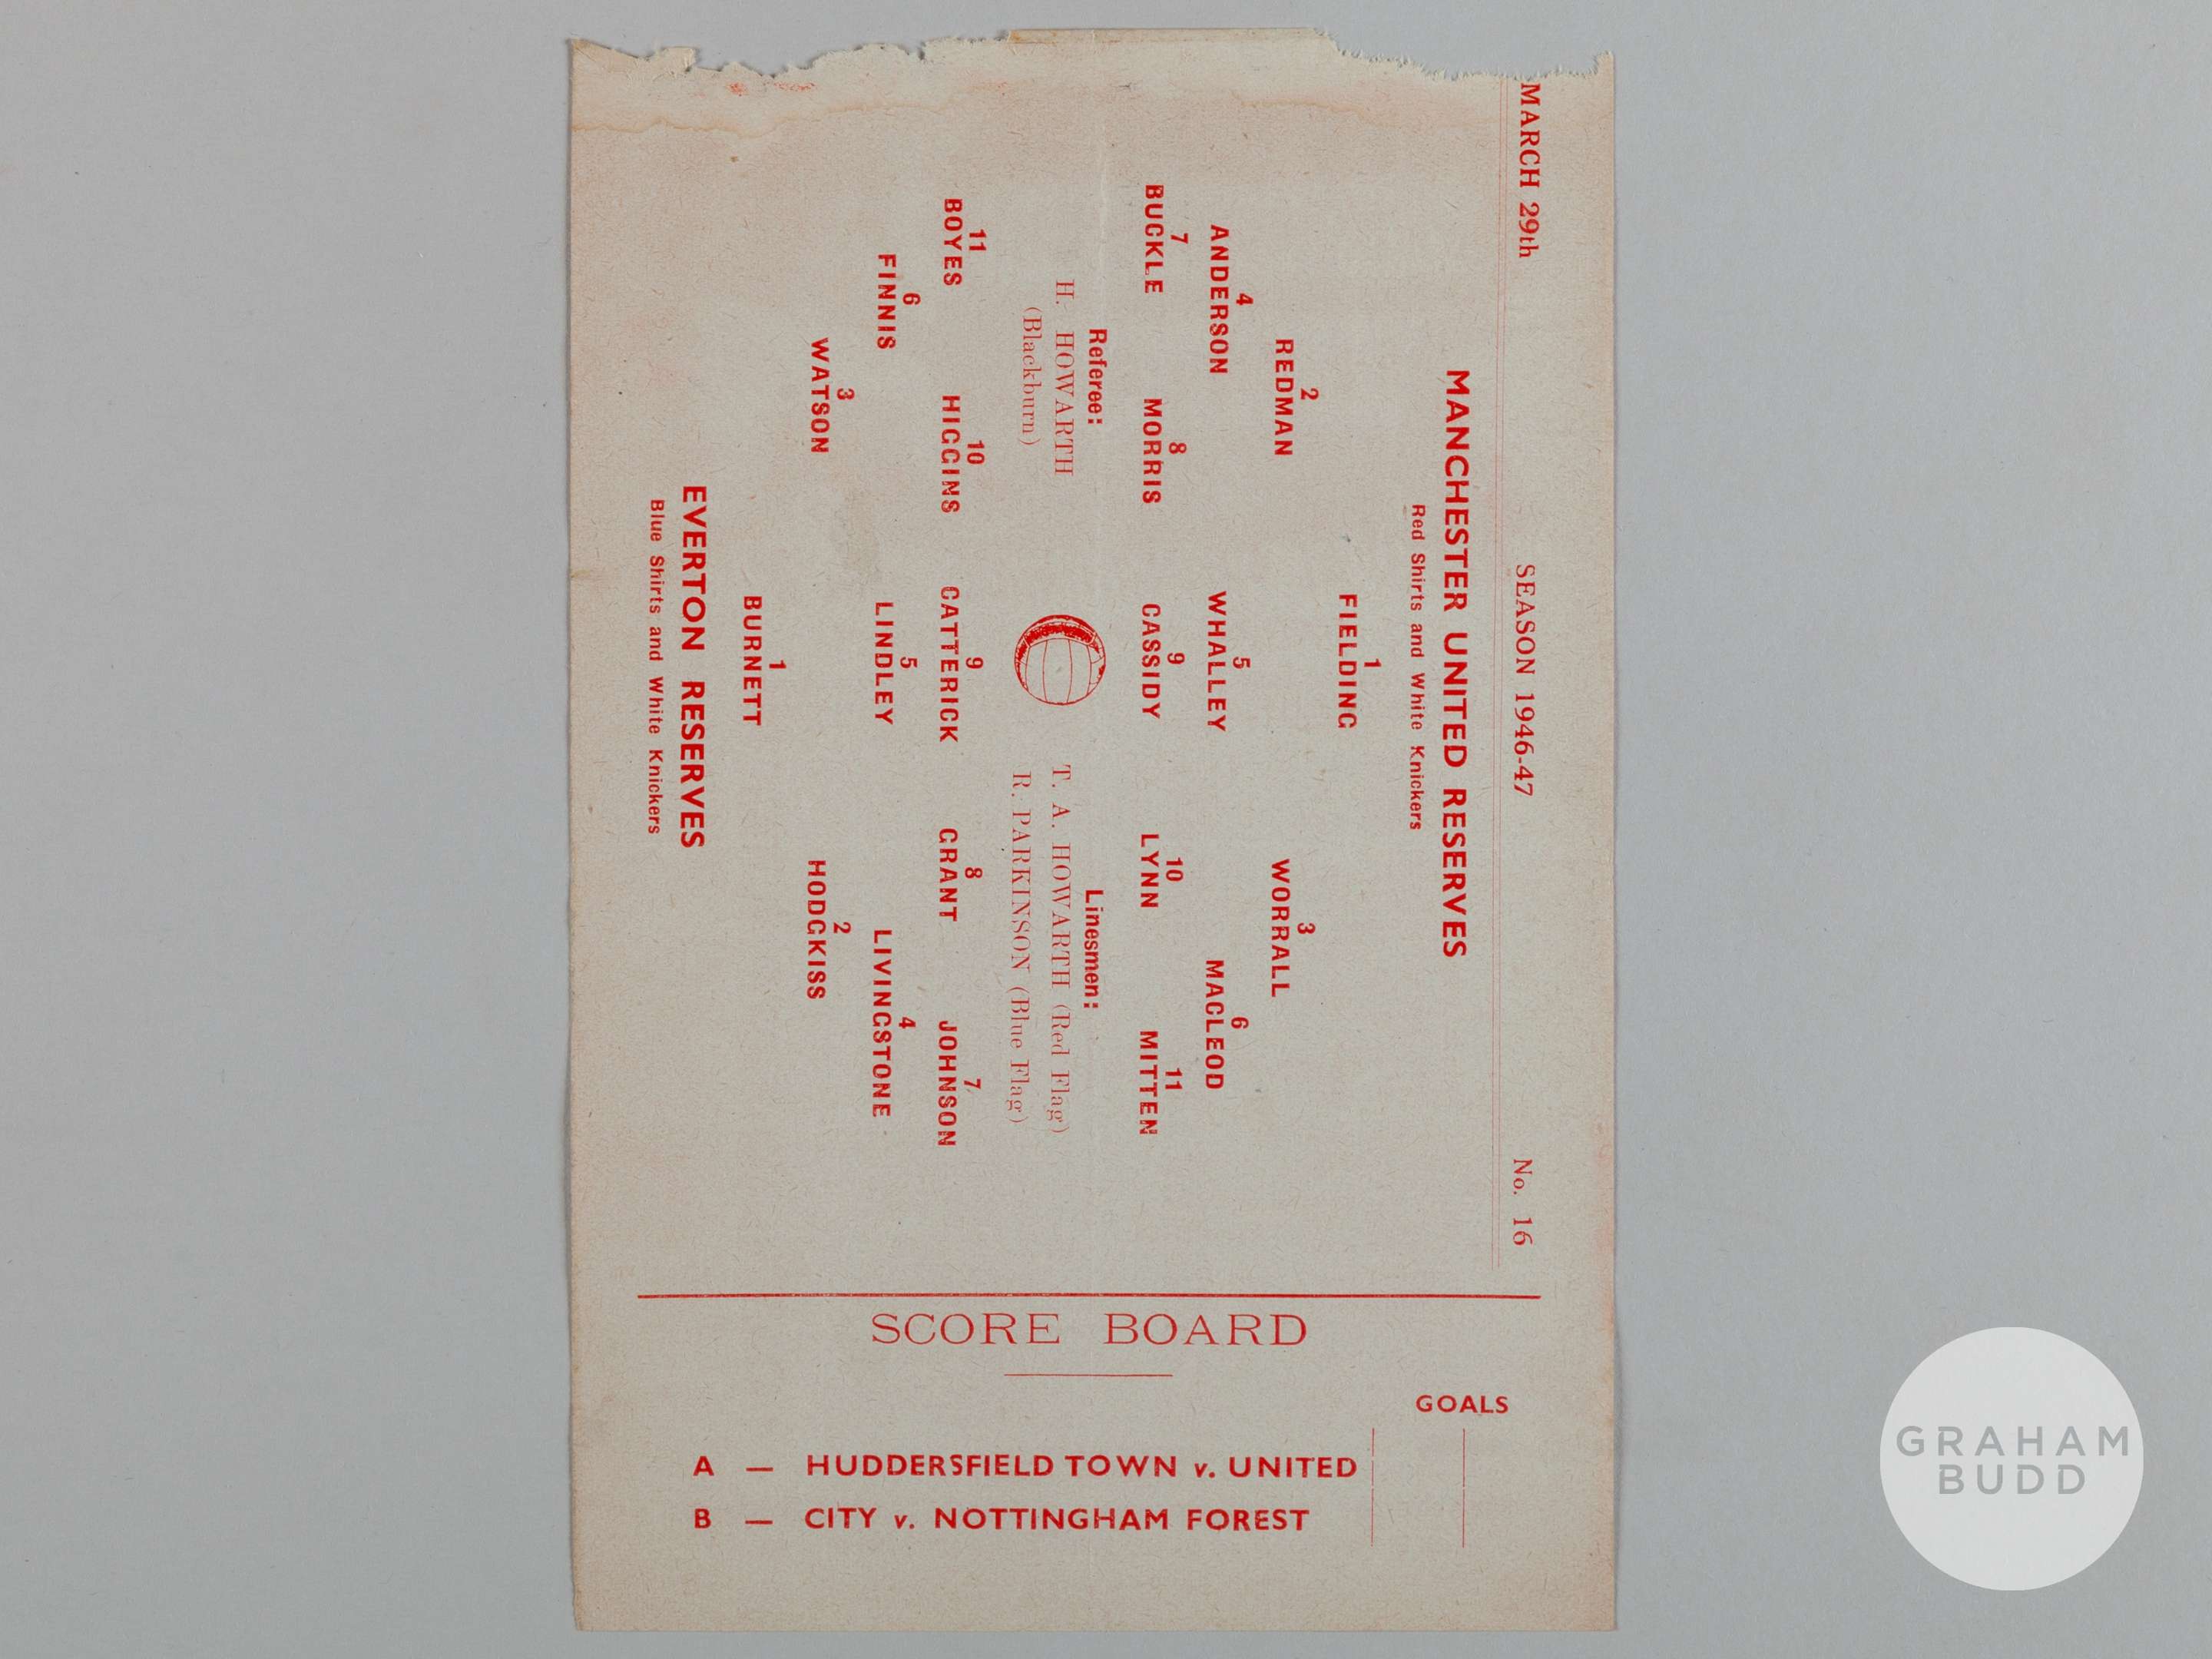 MARCH 29th SEASON 1946-47 No. 16
MANCHESTER UNITED RESERVES
Red Shirts and White Knickers
1
FIELDING
2 3
REDMAN WORRALL
4 5 6
ANDERSON WHALLEY MACLEOD
7 8 9 10 11
BUCKLE MORRIS CASSIDY LYNN MITTEN
Referee: Linesmen:
H. HOWARTH T. A. HOWARTH (Red Flag)
(Blackburn) R. PARKINSON (Blue Flag)
11 10 9 8 7
BOYES HIGGINS CATTERICK GRANT JOHNSON
6 5 4
FINNIS LINDLEY LIVINGSTONE
3 2
WATSON HODGKISS
1
BURNETT
EVERTON RESERVES
Blue Shirts and White Knickers
SCORE BOARD
GOALS
A — HUDDERSFIELD TOWN v. UNITED
B — CITY v. NOTTINGHAM FOREST
GRAHAM
BUDD